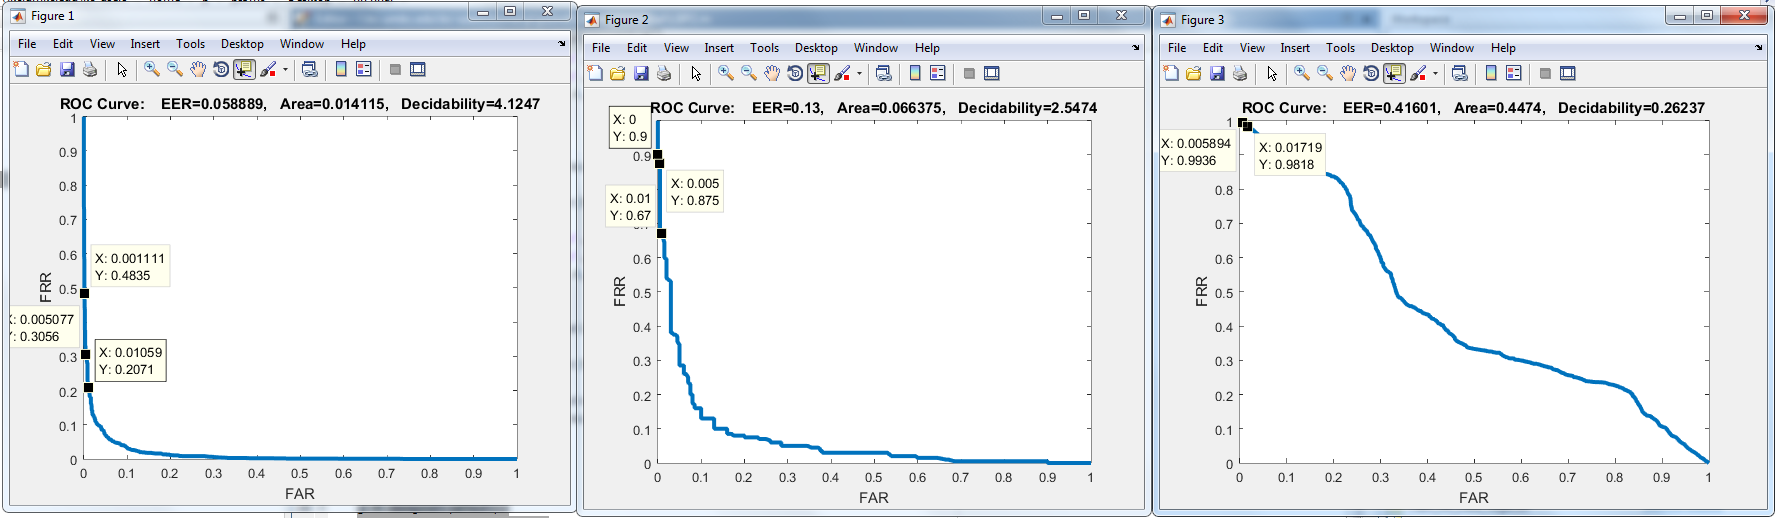 Figure 1
File Edit View Insert Tools Desktop Window Help
ROC Curve: EER=0.058889, Area=0.014115, Decidability=4.1247
1
0.9
0.8
0.7
0.6
0.5
0.3
0.2
0.1
0
X: 0.001111
Y: 0.4835
X: 0.005077
Y: 0.3056
X: 0.01059
Y: 0.2071
FRR
0 0.1 0.2 0.3 0.4 0.5 0.6 0.7 0.8 0.9 1
FAR
Figure 2
File Edit View Insert Tools Desktop Window Help
ROC Curve: EER=0.13, Area=0.066375, Decidability=2.5474
X: 0
Y: 0.9
0.9
X: 0.005
Y: 0.875
X: 0.01
Y: 0.67
0.6
0.5
0.4
0.3
0.2
0.1
0
FRR
0 0.1 0.2 0.3 0.4 0.5 0.6 0.7 0.8 0.9 1
FAR
Figure 3
File Edit View Insert Tools Desktop Window Help
ROC Curve: EER=0.41601, Area=0.4474, Decidability=0.26237
1
X: 0.005894
Y: 0.9936
X: 0.01719
Y: 0.9818
0.8
0.7
0.6
0.5
0.4
0.3
0.2
0.1
0
FRR
0 0.1 0.2 0.3 0.4 0.5 0.6 0.7 0.8 0.9 1
FAR